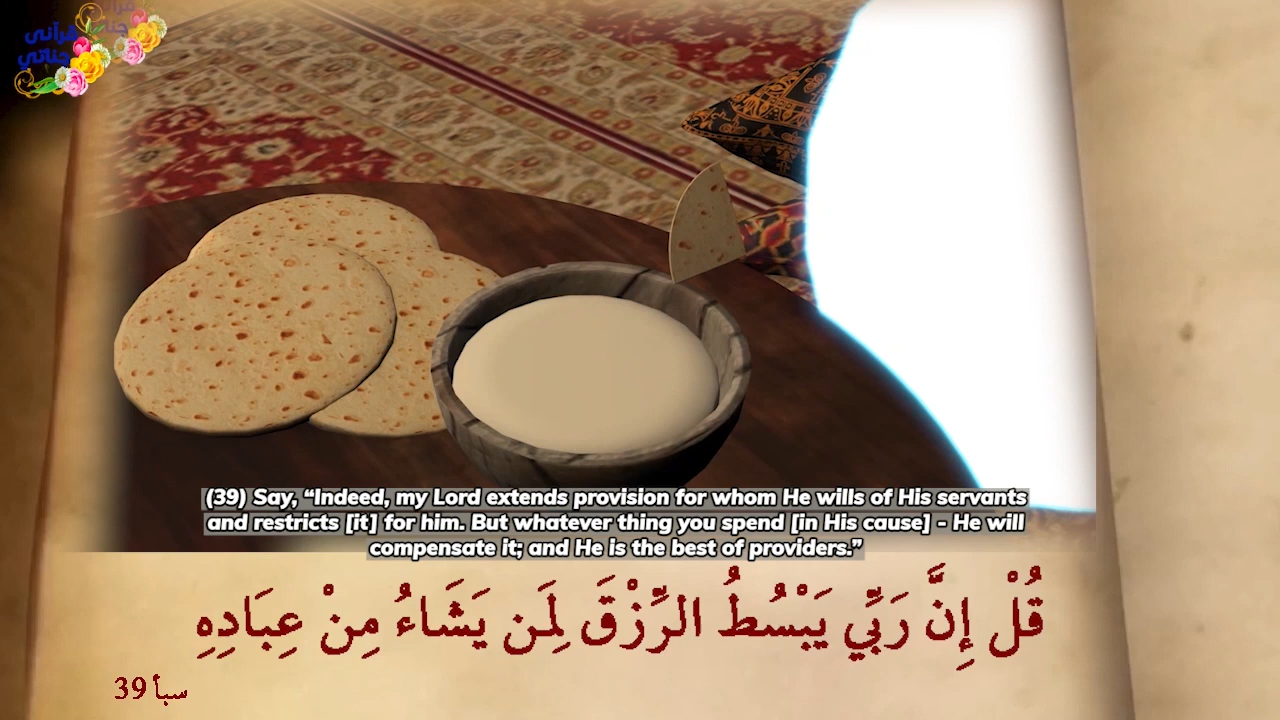 قرآنى
جناتي
(39) Say, “Indeed, my Lord extends provision for whom He wills of His servants
and restricts [it] for him. But whatever thing you spend [in His cause] - He will
compensate it; and He is the best of providers.”
قُلْ إِنَّ رَبِّي يَبْسُطُ الرِّزْقَ لِمَن يَشَاءُ مِنْ عِبَادِهِ
سبأ 39